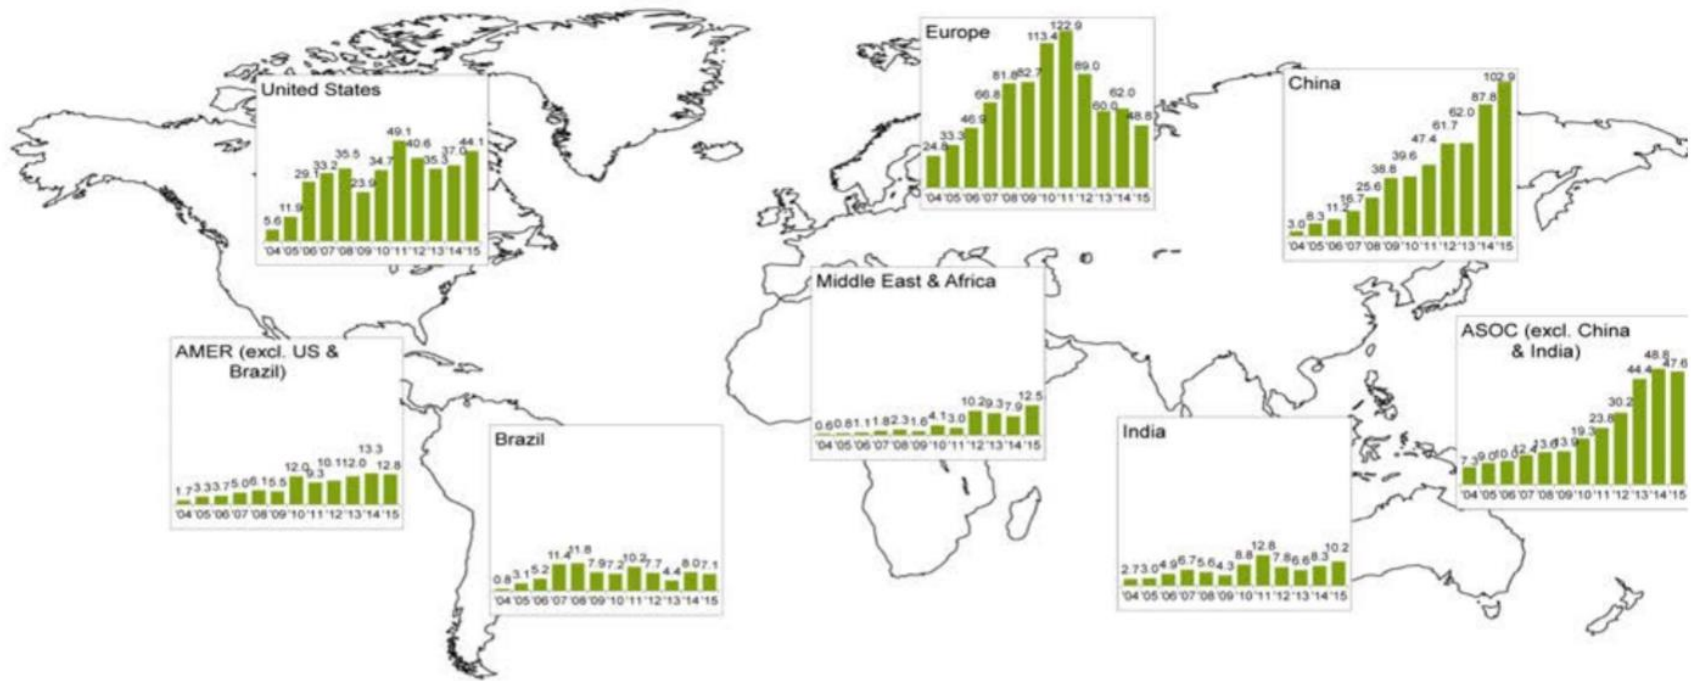 United States
49.1
40.6
44.1
35.5
34.7
35.3
37.0
33.2
29.1
23.9
11.9
5.6
'04 '05 '06 '07 '08 '09 '10 '11 '12 '13 '14 '15
Europe
122.9
113.4
89.0
81.8 82.7
66.8
60.0
62.0
48.8
46.9
33.3
24.8
'04 '05 '06 '07 '08 '09 '10 '11 '12 '13 '14 '15
China
102.9
87.8
61.7
62.0
47.4
38.8
39.6
25.6
16.7
11.2
8.3
3.0
'04 '05 '06 '07 '08 '09 '10 '11 '12 '13 '14 '15
Middle East & Africa
0.6 0.8 1.1 1.8 2.3 1.6 4.1 3.0 10.2 9.3 7.9 12.5
'04 '05 '06 '07 '08 '09 '10 '11 '12 '13 '14 '15
AMER (excl. US &
Brazil)
1.7 3.3 3.7 5.0 6.1 5.5 12.0 9.3 10.1 12.0 13.3 12.8
'04 '05 '06 '07 '08 '09 '10 '11 '12 '13 '14 '15
ASOC (excl. China
& India)
7.3 9.0 10.0 12.4 13.6 13.9 19.3 23.8 30.2 44.4 48.8 47.6
'04 '05 '06 '07 '08 '09 '10 '11 '12 '13 '14 '15
Brazil
0.8 3.1 5.2 11.4 11.8 7.9 7.2 10.2 7.7 4.4 8.0 7.1
'04 '05 '06 '07 '08 '09 '10 '11 '12 '13 '14 '15
India
2.7 3.0 4.9 6.7 5.6 4.3 8.8 12.8 7.8 6.6 8.3 10.2
'04 '05 '06 '07 '08 '09 '10 '11 '12 '13 '14 '15